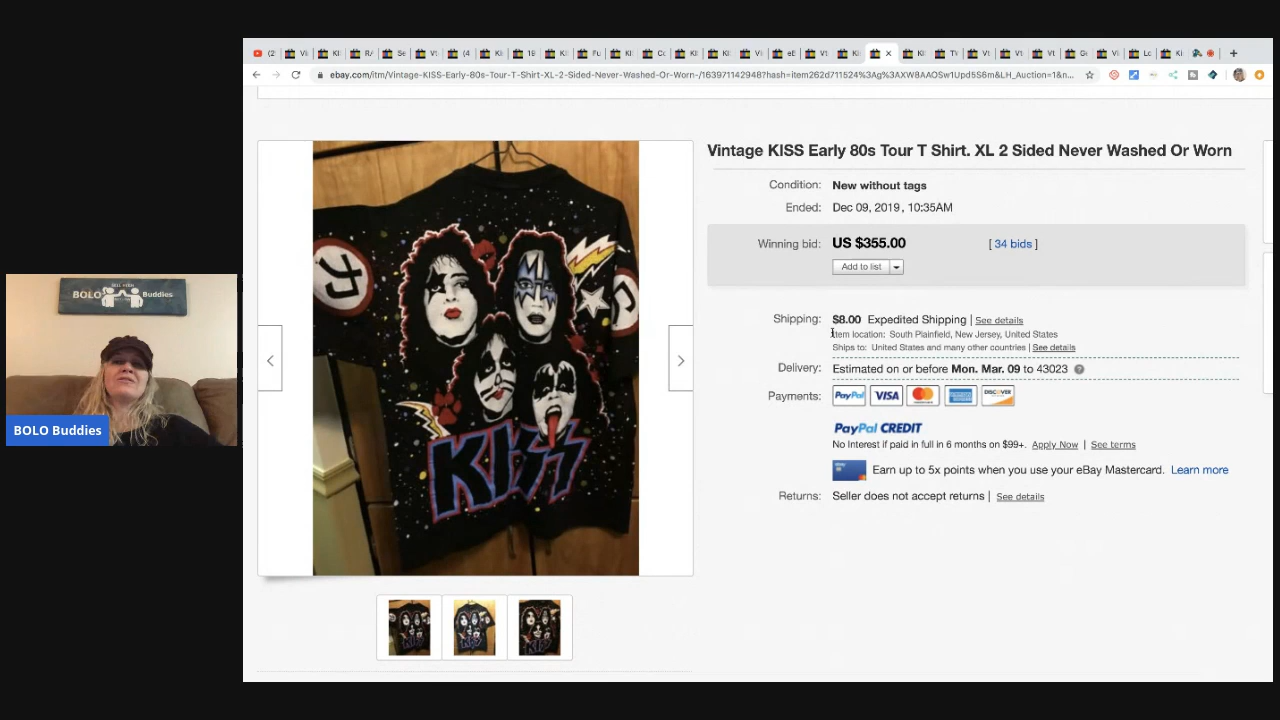 ebay.com/itm/Vintage-KISS-Early-80s-Tour-T-Shirt-XL-2-Sided-Never-Washed-Or-Worn-/163971142948?hash=item262d711524%3Ag%3AXW8AAOSw1Upd5S6m&LH_Auction=1&n...
Vintage KISS Early 80s Tour T Shirt. XL 2 Sided Never Washed Or Worn
Condition: New without tags
Ended: Dec 09, 2019 , 10:35AM
Winning bid: US $355.00 [ 34 bids ]
Add to list
Shipping: $8.00 Expedited Shipping | See details
Item location: South Plainfield, New Jersey, United States
Ships to: United States and many other countries | See details
Delivery: Estimated on or before Mon. Mar. 09 to 43023
Payments: PayPal VISA MasterCard DISCOVER
PayPal CREDIT
No Interest if paid in full in 6 months on $99+. Apply Now | See terms
Earn up to 5x points when you use your eBay Mastercard. Learn more
Returns: Seller does not accept returns | See details
KISS
BOLO Buddies
BOLO Buddies